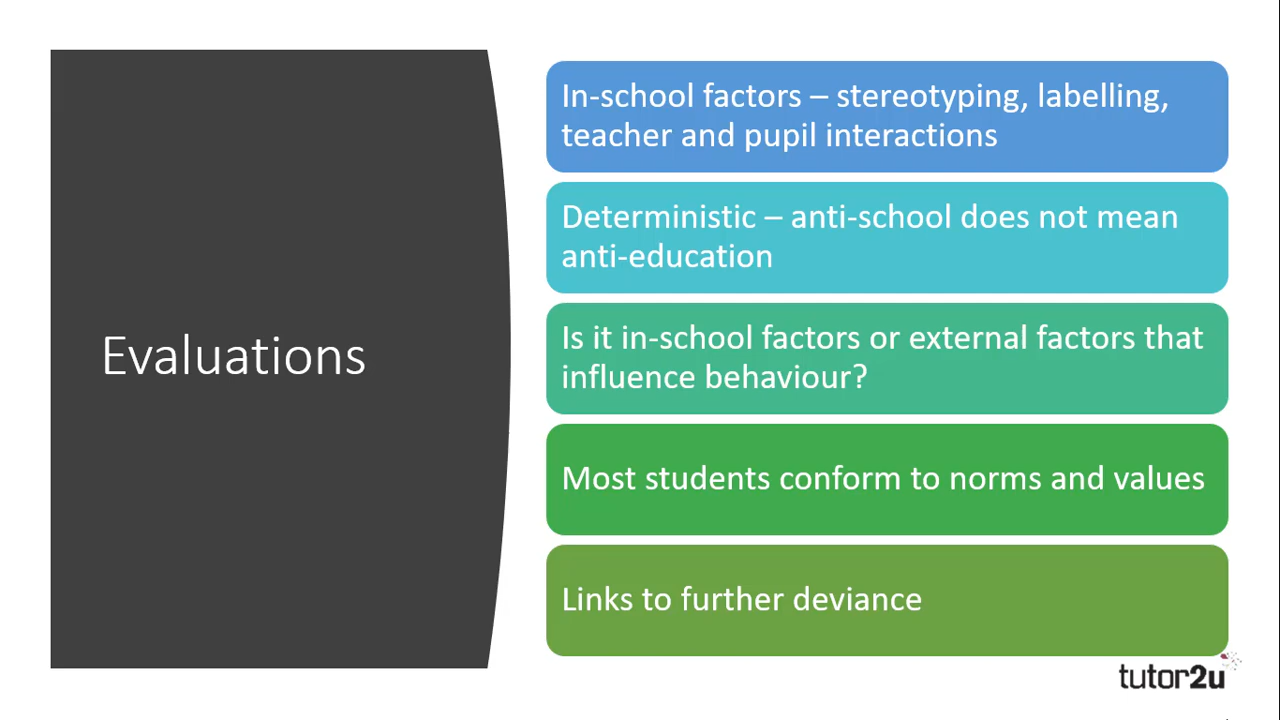 Evaluations
In-school factors – stereotyping, labelling,
teacher and pupil interactions
Deterministic – anti-school does not mean
anti-education
Is it in-school factors or external factors that
influence behaviour?
Most students conform to norms and values
Links to further deviance
tutor2u